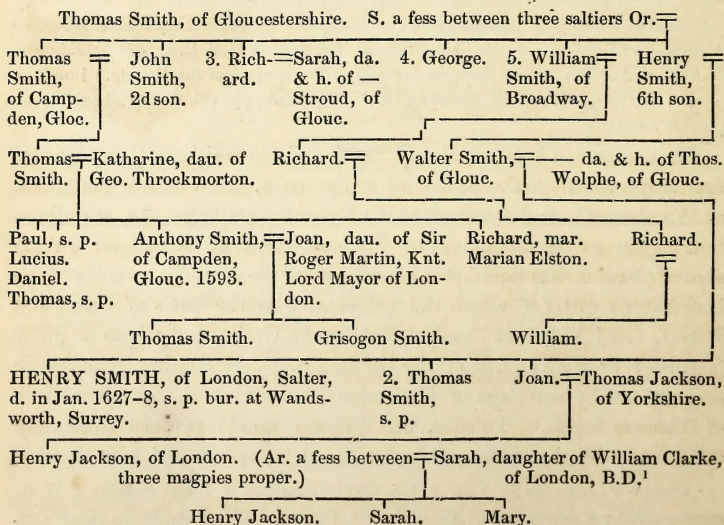 Thomas Smith, of Gloucestershire. S. a fess between three saltiers Or.
Thomas Smith, of Campden, Gloc.
John Smith, 2d son.
3. Richard.
Sarah, da. & h. of — Stroud, of Glouc.
4. George.
5. William Smith, of Broadway.
Henry Smith, 6th son.
Thomas Smith.
Katharine, dau. of Geo. Throckmorton.
Richard.
Walter Smith, of Glouc.
—— da. & h. of Thos. Wolphe, of Glouc.
Paul, s. p.
Lucius.
Daniel.
Thomas, s. p.
Anthony Smith, of Campden, Glouc. 1593.
Joan, dau. of Sir Roger Martin, Knt. Lord Mayor of London.
Richard, mar. Marian Elston.
Richard.
Thomas Smith.
Grisogon Smith.
William.
HENRY SMITH, of London, Salter,
d. in Jan. 1627–8, s. p. bur. at Wands-
worth, Surrey.
2. Thomas Smith, s. p.
Joan.
Thomas Jackson, of Yorkshire.
Henry Jackson, of London. (Ar. a fess between three magpies proper.)
Sarah, daughter of William Clarke, of London, B.D.¹
Henry Jackson. Sarah. Mary.